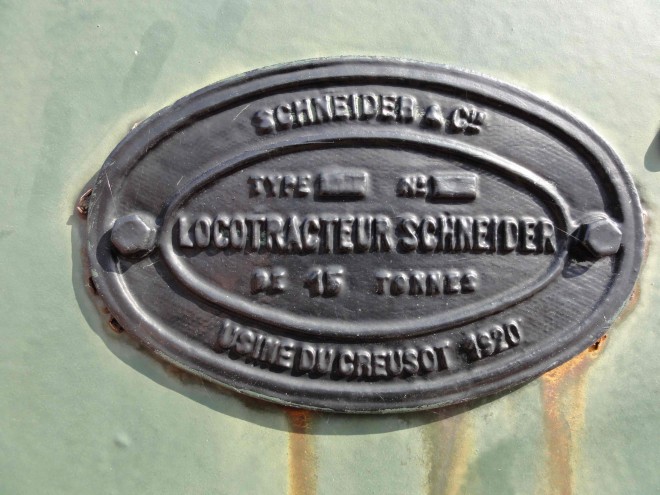 SCHNEIDER & Cie
TYPE No
LOCOTRACTEUR SCHNEIDER
DE 15 TONNES
USINE DU CREUSOT 1920